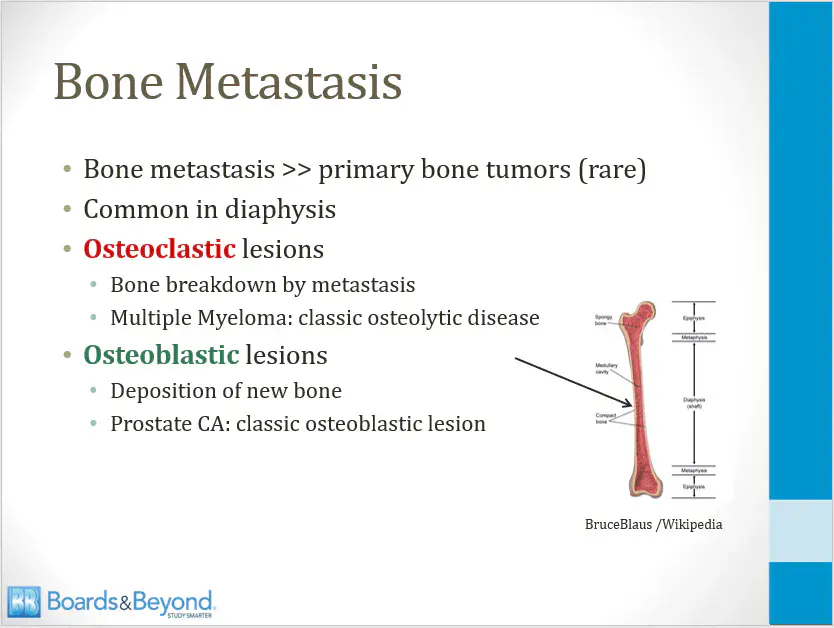 Bone Metastasis
• Bone metastasis >> primary bone tumors (rare)
• Common in diaphysis
• Osteoclastic lesions
• Bone breakdown by metastasis
• Multiple Myeloma: classic osteolytic disease
• Osteoblastic lesions
• Deposition of new bone
• Prostate CA: classic osteoblastic lesion
Spongy
bone
Medullary
cavity
Compact
bone
Epiphysis
Metaphysis
Diaphysis
(shaft)
Metaphysis
Epiphysis
BruceBlaus /Wikipedia
BB Boards&Beyond.
STUDY SMARTER